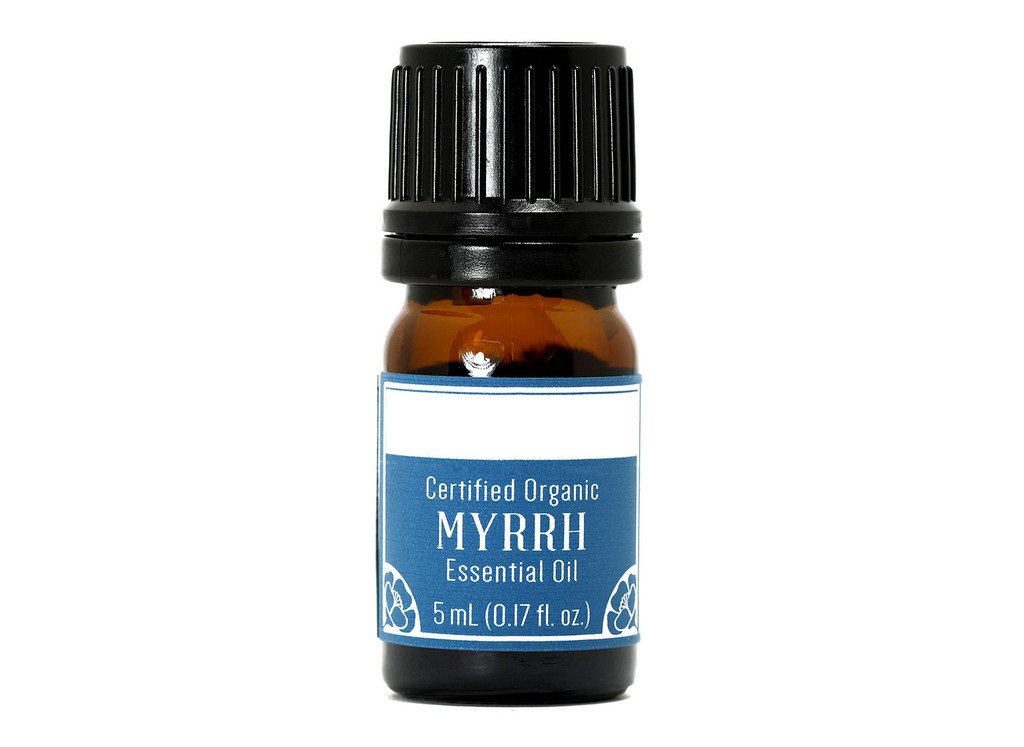 Certified Organic
MYRRH
Essential Oil
5 mL (0.17 fl. oz.)